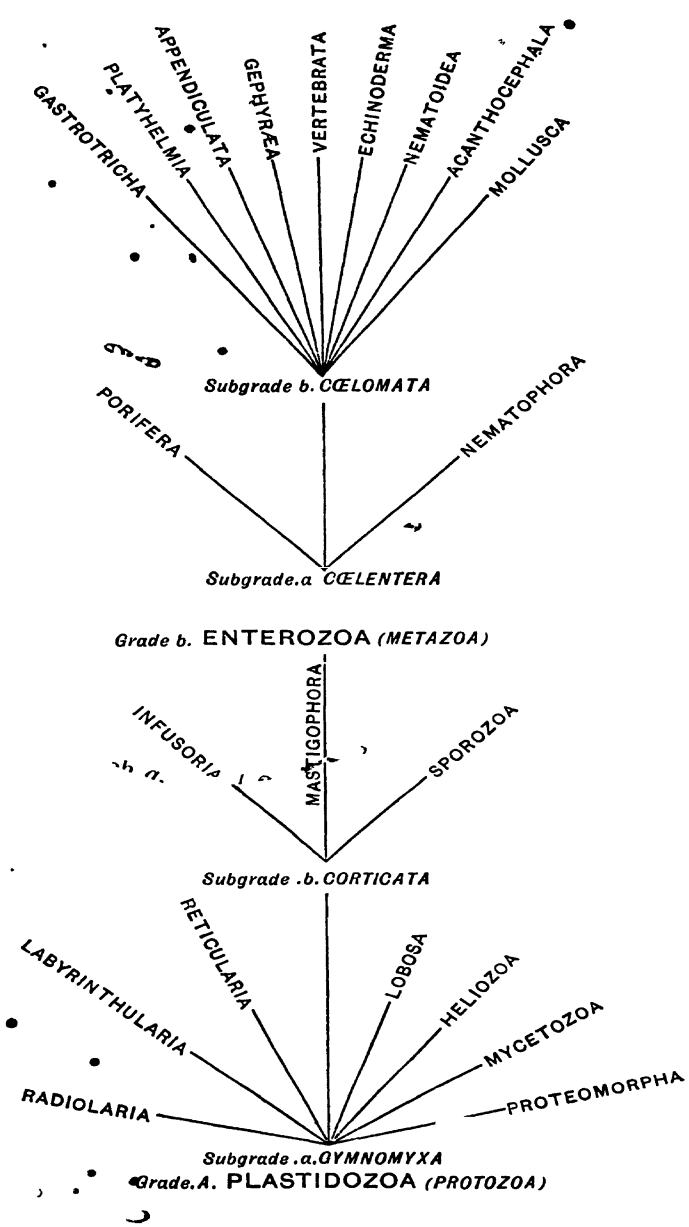 GASTROTRICHA
PLATYHELMIA
APPENDICULATA
GEPHYRÆA
VERTEBRATA
ECHINODERMA
NEMATOIDEA
ACANTHOCEPHALA
MOLLUSCA
Subgrade b. CŒLOMATA
PORIFERA
NEMATOPHORA
Subgrade.a CŒLENTERA
Grade b. ENTEROZOA (METAZOA)
INFUSORIA
MASTIGOPHORA
SPOROZOA
Subgrade .b. CORTICATA
LABYRINTHULARIA
RETICULARIA
LOBOSA
HELIOZOA
MYCETOZOA
RADIOLARIA
PROTEOMORPHA
Subgrade .a. GYMNOMYXA
Grade.A. PLASTIDOZOA (PROTOZOA)